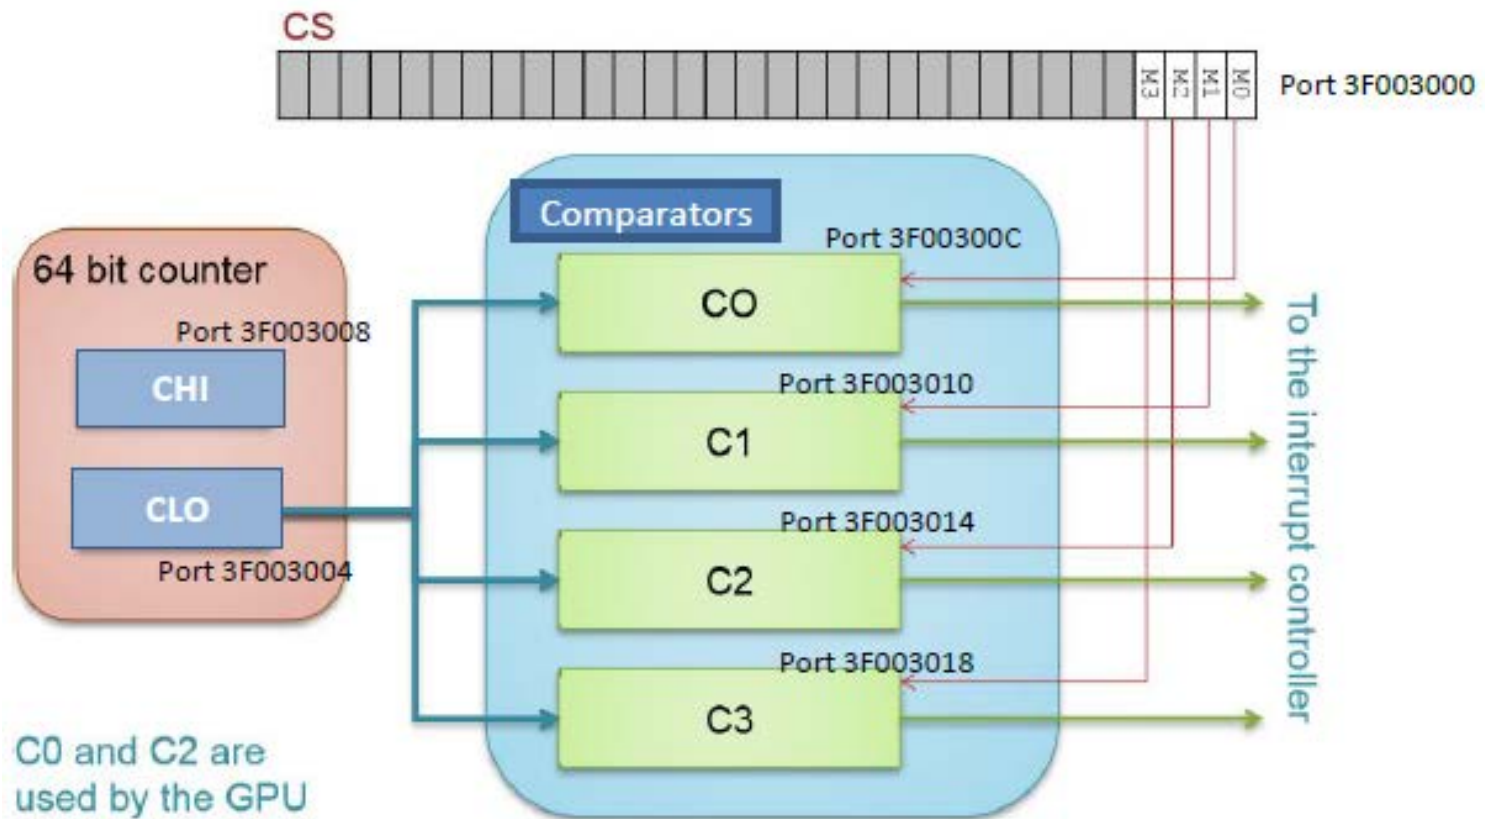 CS
M3 M2 M1 M0
Port 3F003000
Comparators
Port 3F00300C
64 bit counter
CO
Port 3F003008
CHI
Port 3F003010
C1
CLO
Port 3F003004
Port 3F003014
C2
Port 3F003018
C3
To the interrupt controller
C0 and C2 are
used by the GPU